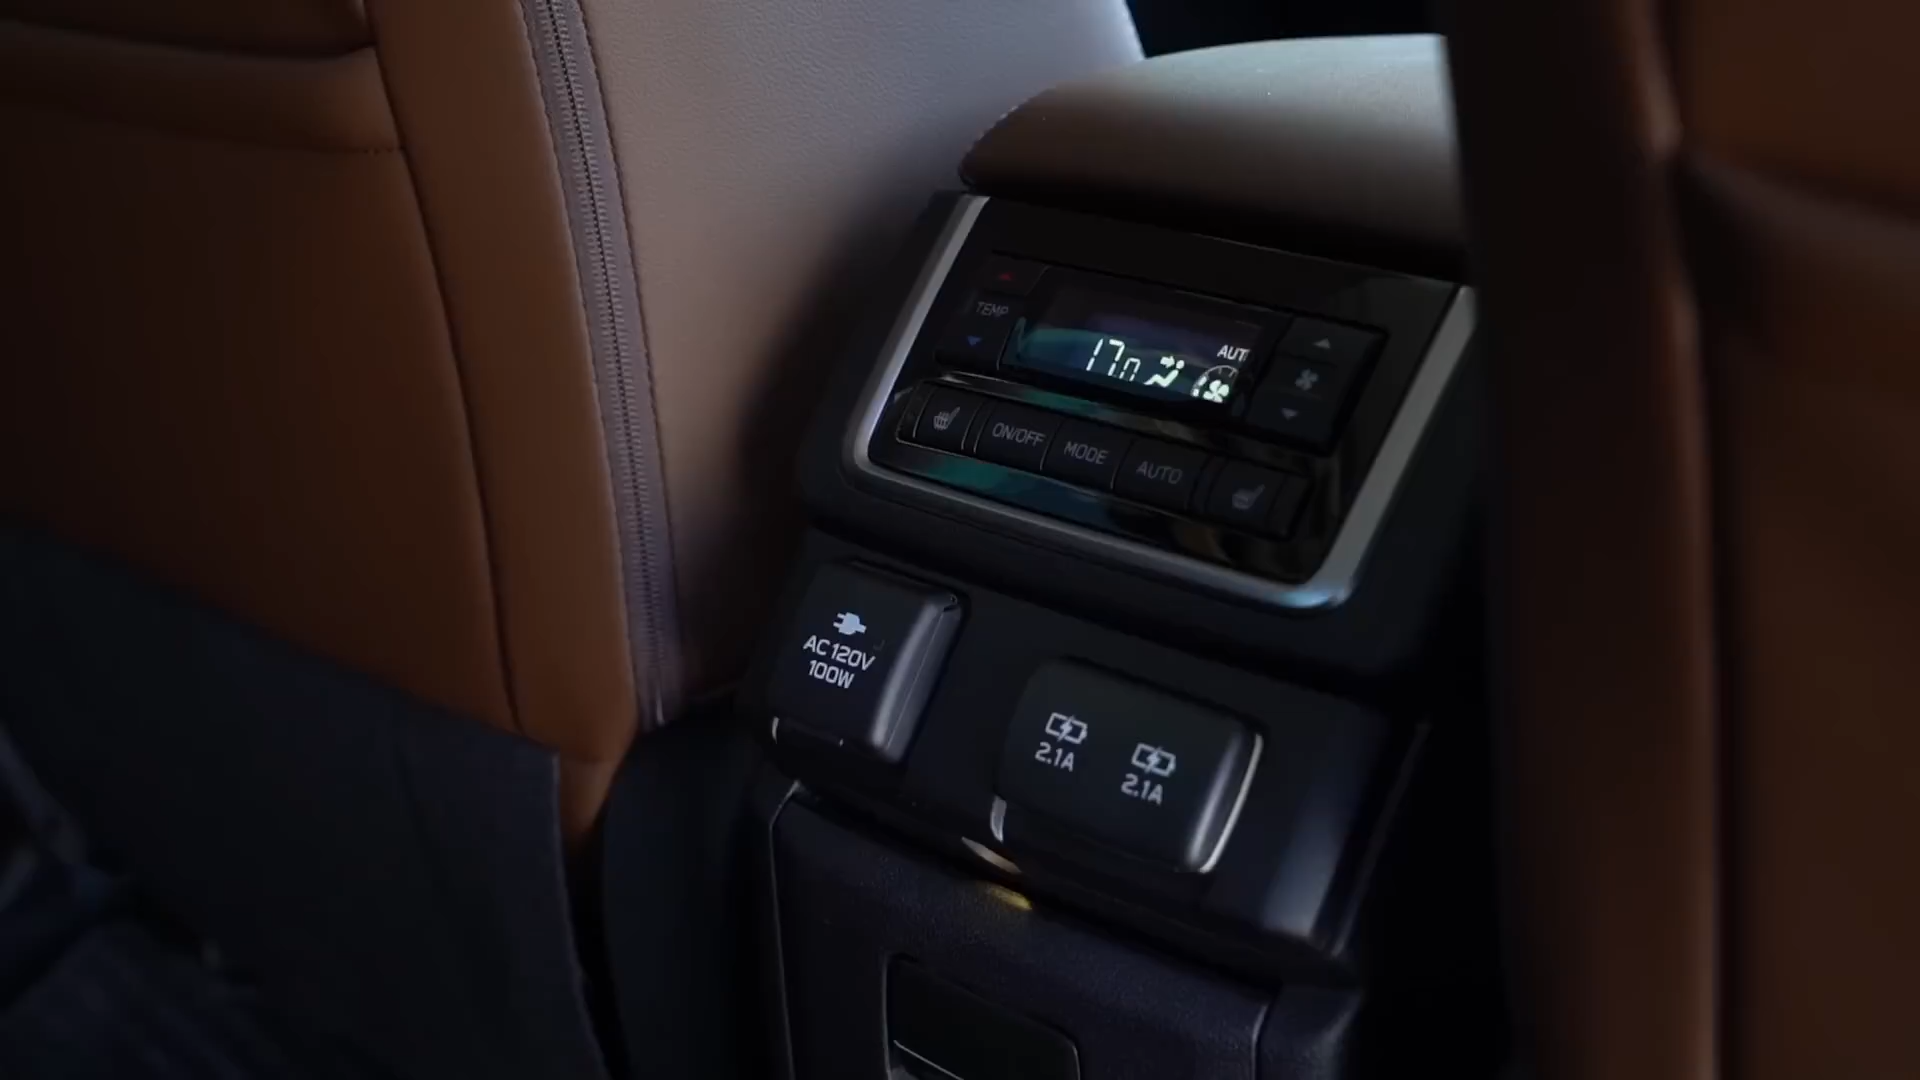 TEMP
AUTO
17.0
ON/OFF
MODE
AUTO
AC 120V
100W
2.1A
2.1A